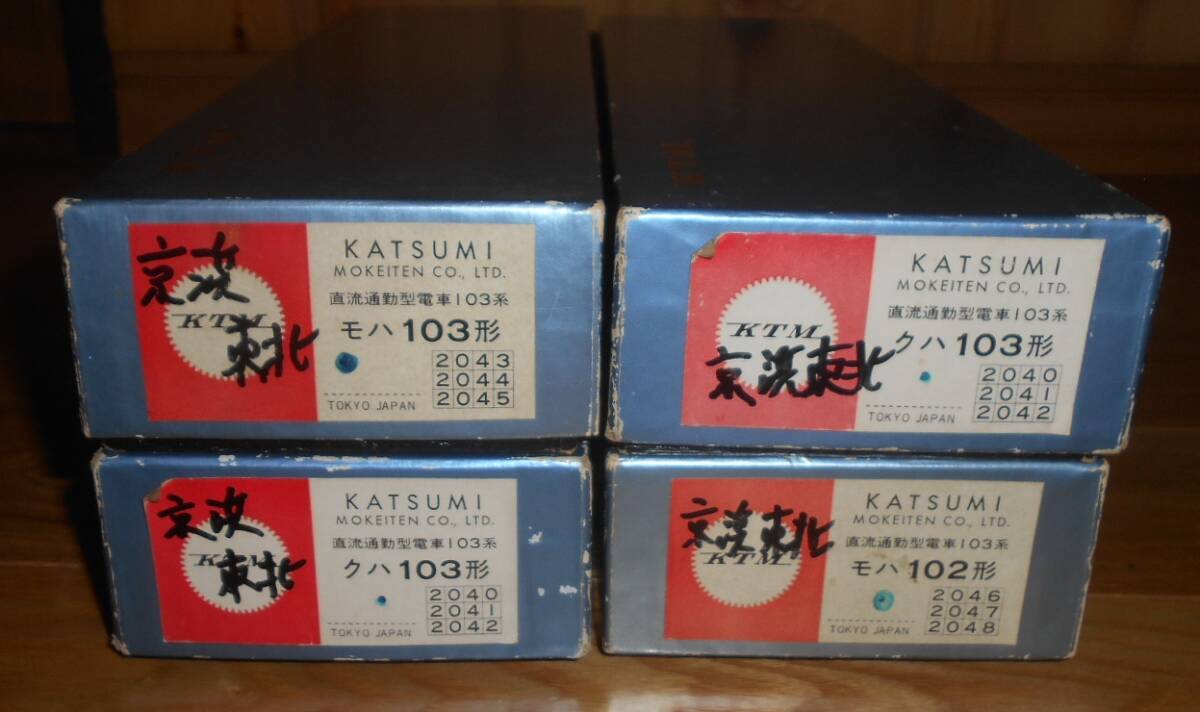 京浜
東北
KTM
KATSUMI
MOKEITEN CO., LTD.
直流通勤型電車103系
モハ103形
2043
2044
2045
TOKYO JAPAN
KTM
京浜東北
KATSUMI
MOKEITEN CO., LTD.
直流通勤型電車103系
クハ103形
2040
2041
2042
TOKYO JAPAN
京浜
KTM
東北
KATSUMI
MOKEITEN CO., LTD.
直流通勤型電車103系
クハ103形
2040
2041
2042
TOKYO JAPAN
京浜東北
KTM
KATSUMI
MOKEITEN CO., LTD.
直流通勤型電車103系
モハ102形
2046
2047
2048
TOKYO JAPAN